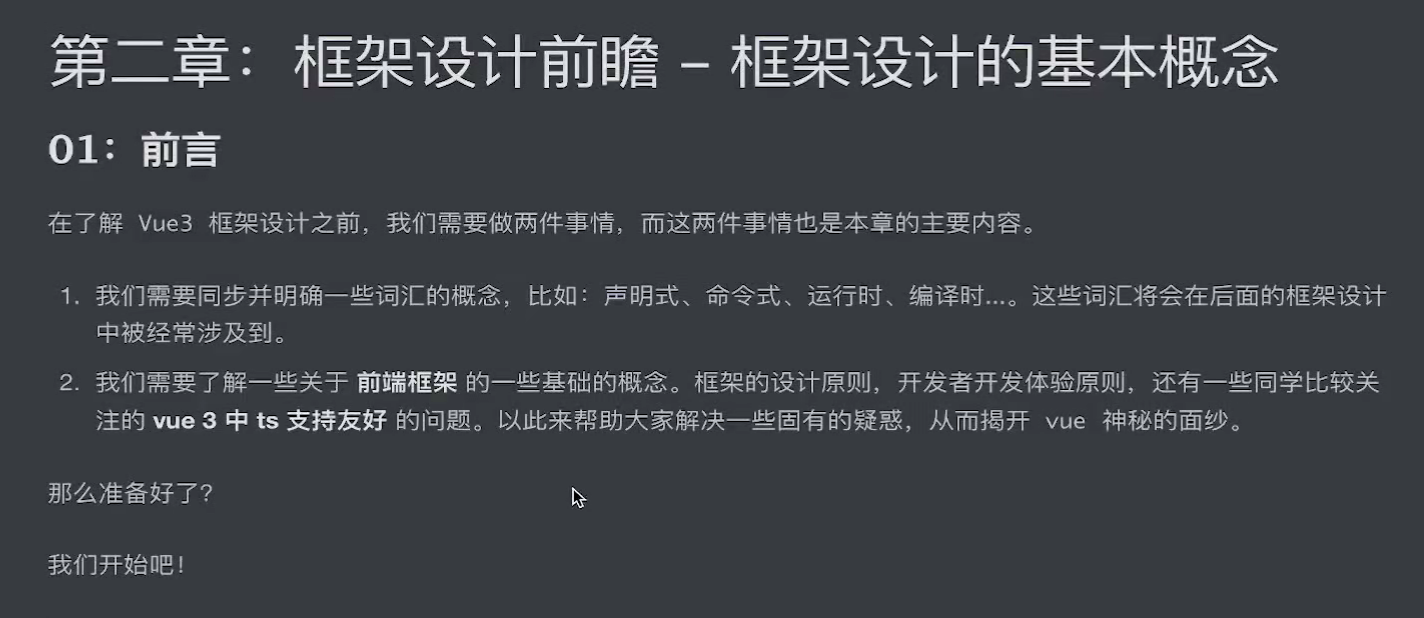 第二章：框架设计前瞻 – 框架设计的基本概念
01：前言
在了解 Vue3 框架设计之前，我们需要做两件事情，而这两件事情也是本章的主要内容。
1. 我们需要同步并明确一些词汇的概念，比如：声明式、命令式、运行时、编译时...。这些词汇将会在后面的框架设计
中被经常涉及到。
2. 我们需要了解一些关于 前端框架 的一些基础的概念。框架的设计原则，开发者开发体验原则，还有一些同学比较关
注的 vue 3 中 ts 支持友好 的问题。以此来帮助大家解决一些固有的疑惑，从而揭开 vue 神秘的面纱。
那么准备好了？
我们开始吧！